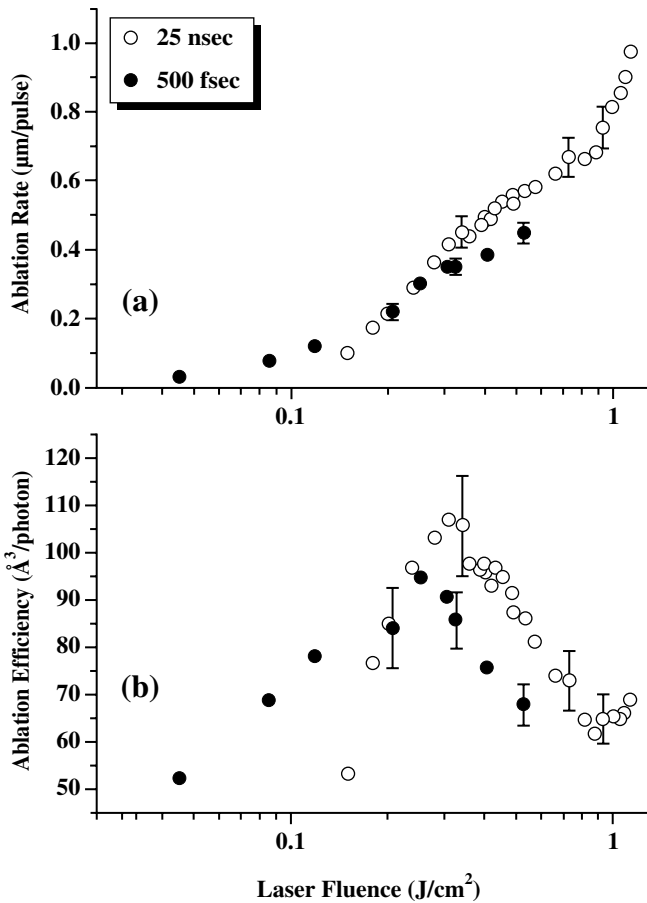 25 nsec
500 fsec
Ablation Rate (µm/pulse)
1.0
0.8
0.6
0.4
0.2
0.0
(a)
0.1
1
Ablation Efficiency (Å³/photon)
120
110
100
90
80
70
60
50
(b)
0.1
1
Laser Fluence (J/cm²)